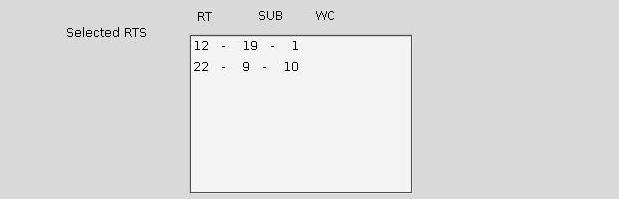 RT SUB WC
Selected RTS
12 - 19 - 1
22 - 9 - 10